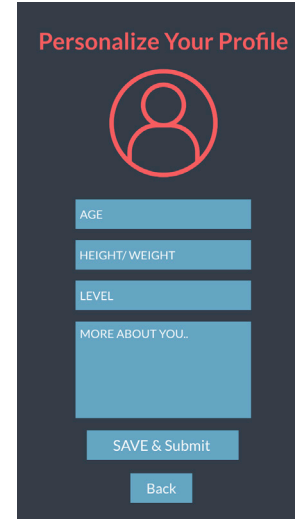 Personalize Your Profile
AGE
HEIGHT/ WEIGHT
LEVEL
MORE ABOUT YOU..
SAVE & Submit
Back